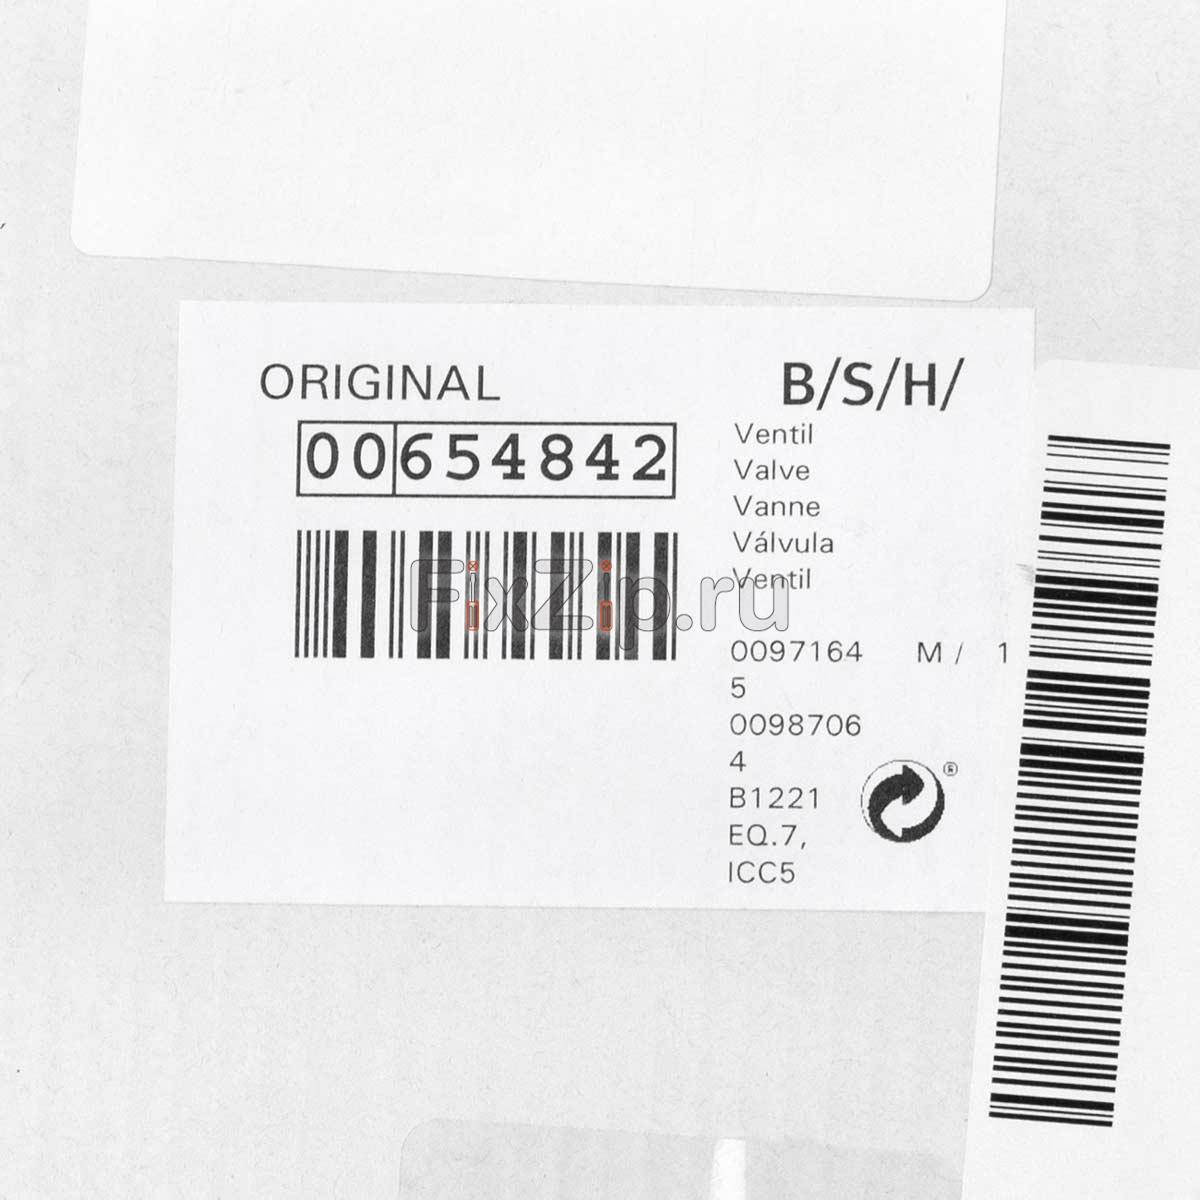 ORIGINAL
B/S/H/
00654842
Ventil
Valve
Vanne
Válvula
Ventil
FixZip.ru
0097164 M / 1
5
0098706
4
B1221
EQ.7,
ICC5
®